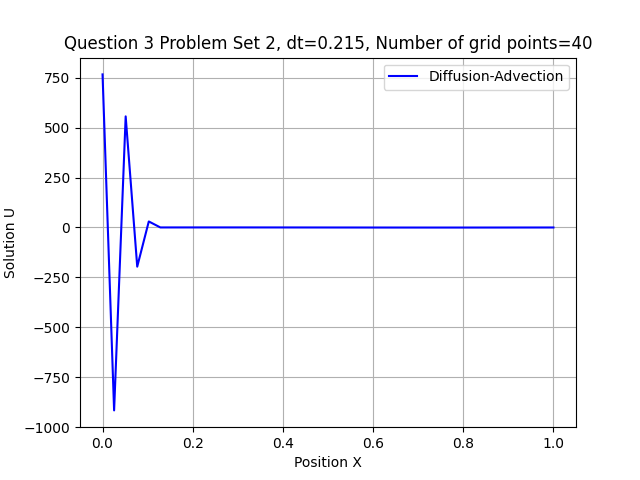 Question 3 Problem Set 2, dt=0.215, Number of grid points=40
Diffusion-Advection
750
500
250
0
−250
−500
−750
−1000
Solution U
0.0 0.2 0.4 0.6 0.8 1.0
Position X